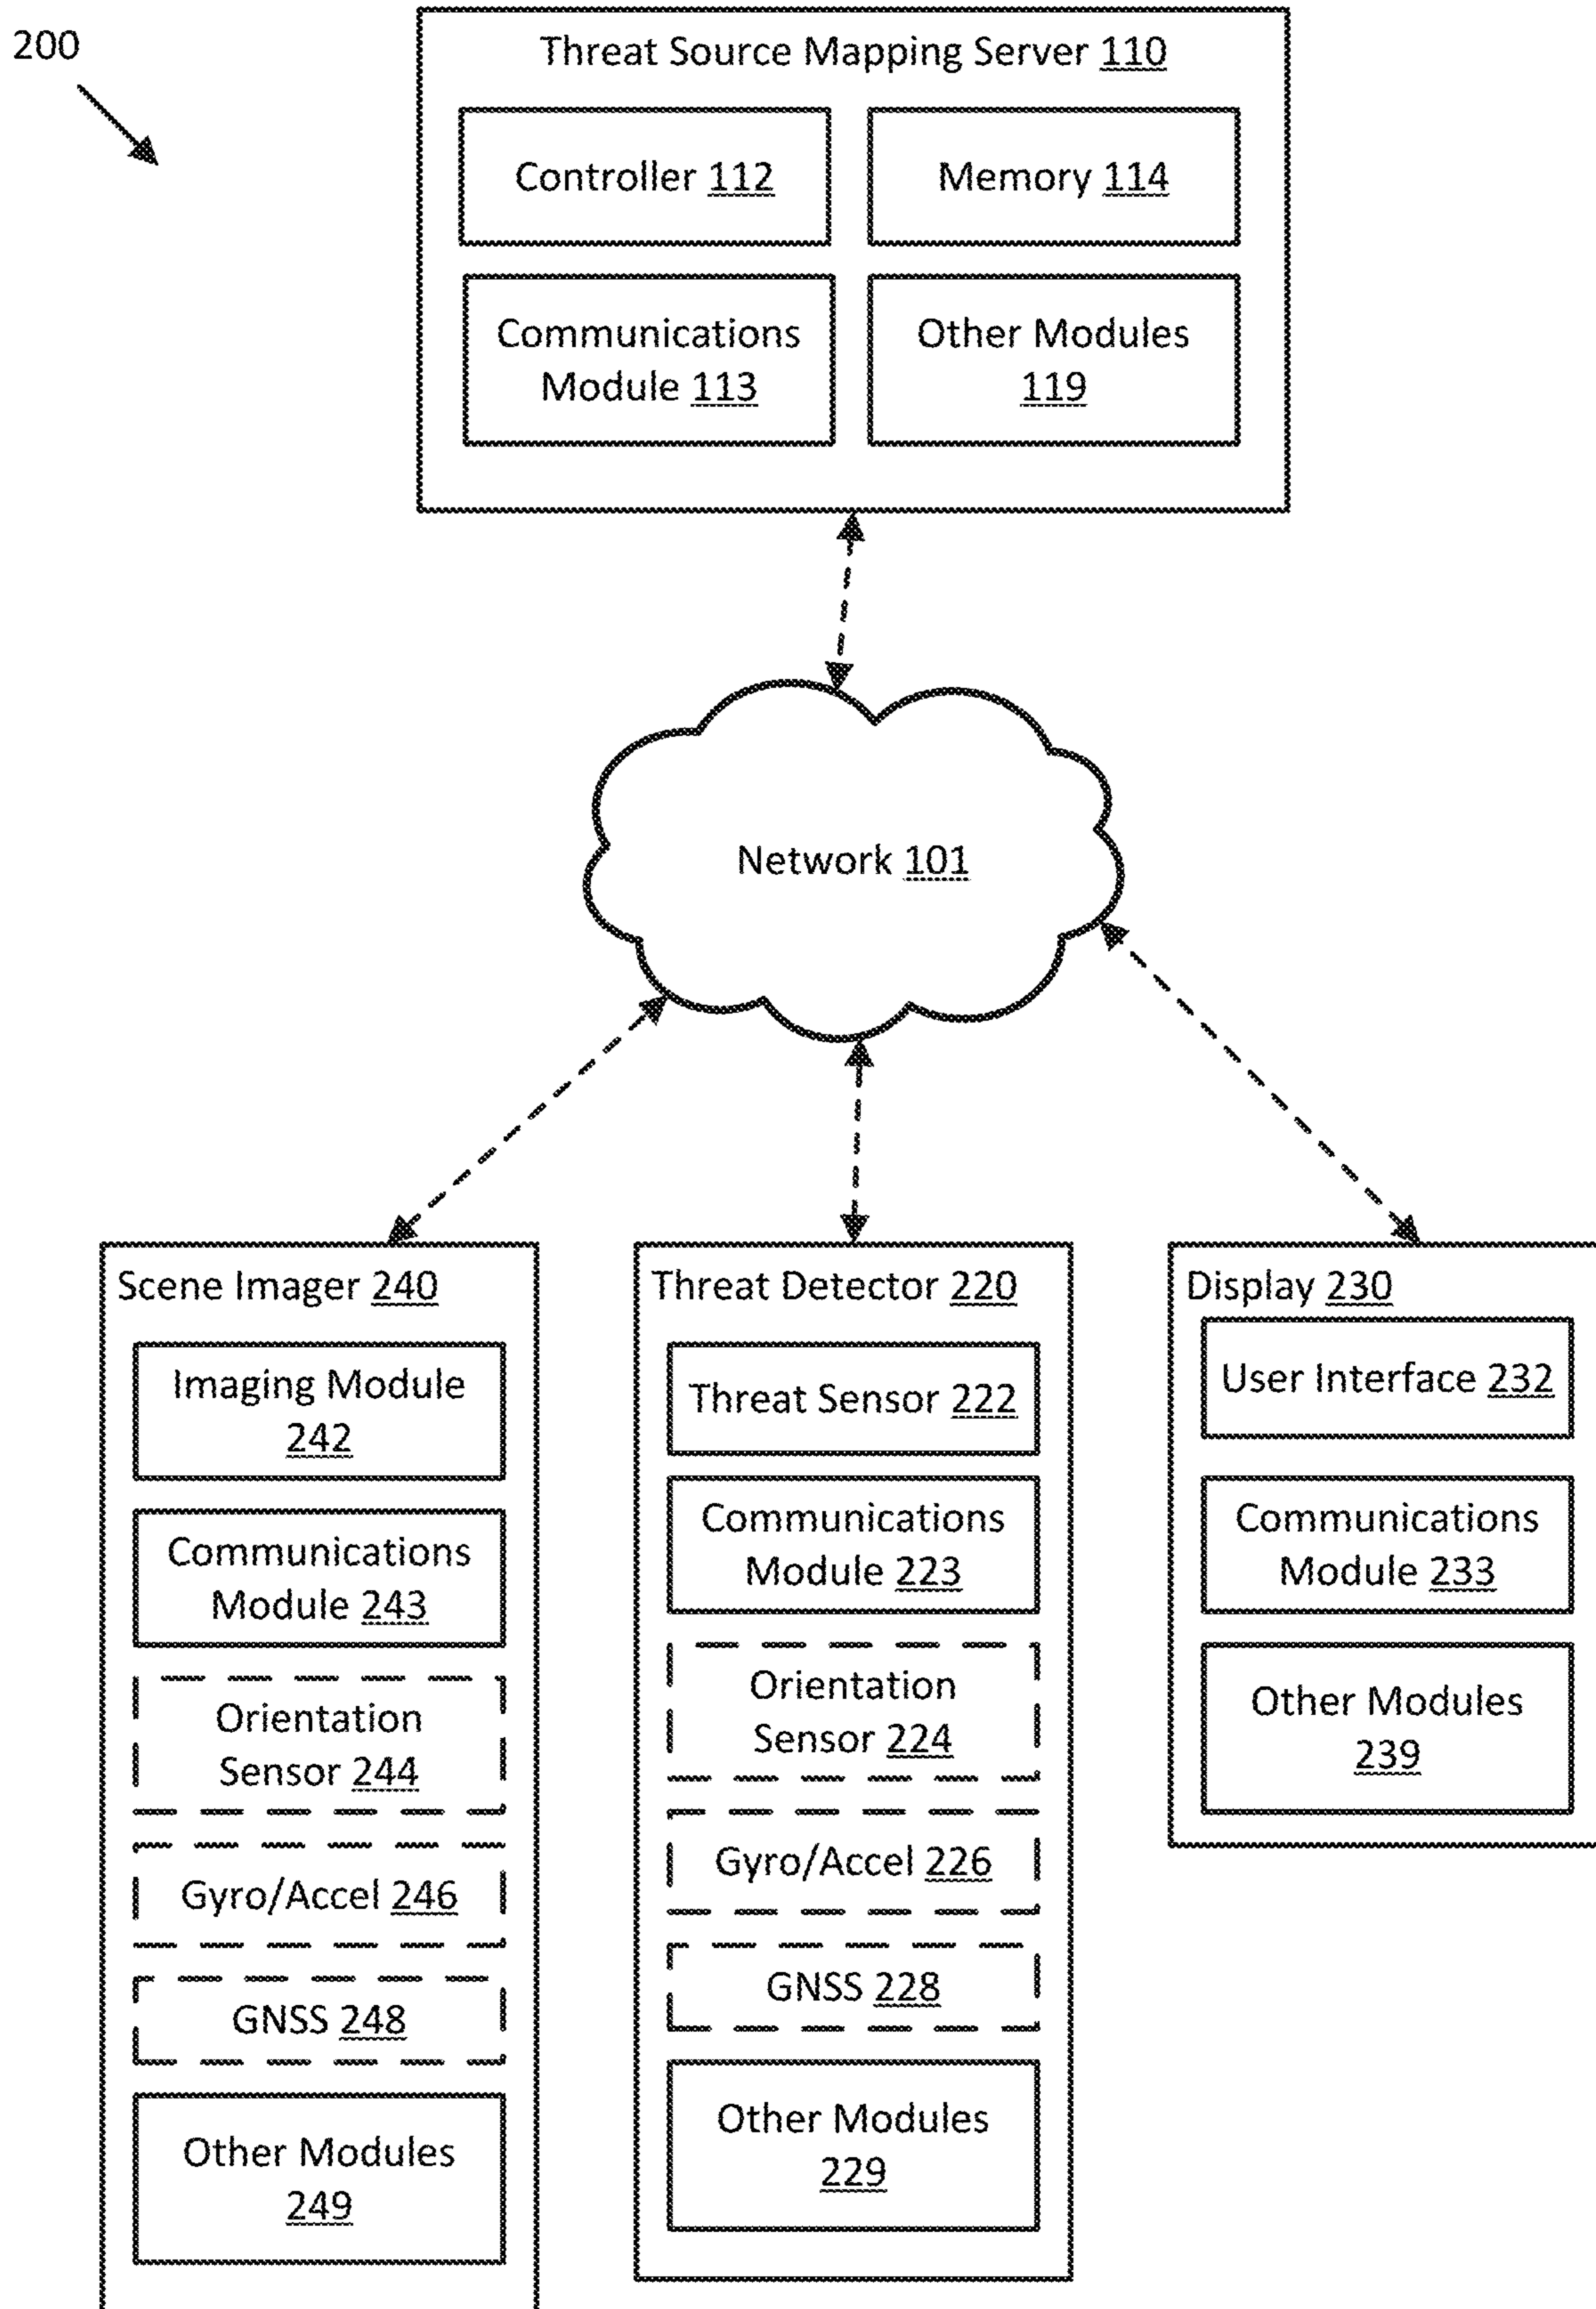 200
Threat Source Mapping Server 110
Controller 112
Memory 114
Communications
Module 113
Other Modules
119
Network 101
Scene Imager 240
Imaging Module
242
Communications
Module 243
Orientation
Sensor 244
Gyro/Accel 246
GNSS 248
Other Modules
249
Threat Detector 220
Threat Sensor 222
Communications
Module 223
Orientation
Sensor 224
Gyro/Accel 226
GNSS 228
Other Modules
229
Display 230
User Interface 232
Communications
Module 233
Other Modules
239